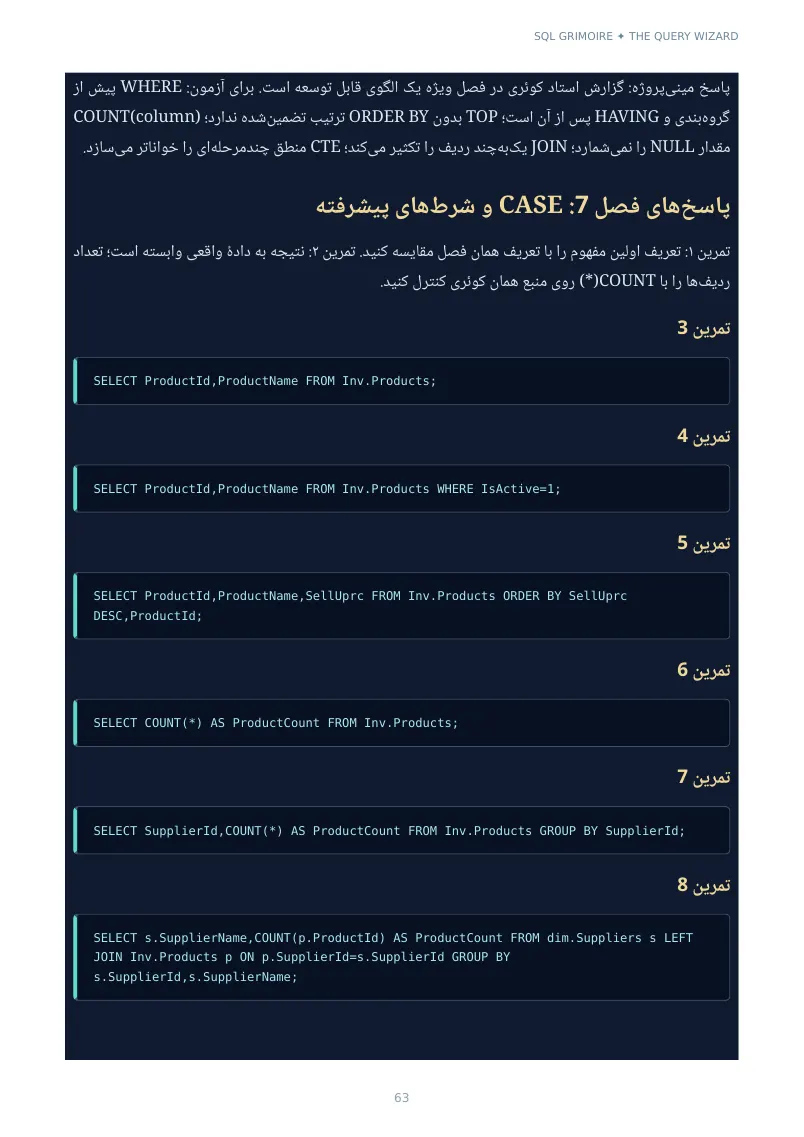 SQL GRIMOIRE ✦ THE QUERY WIZARD
پاسخ مینی‌پروژه: گزارش استاد کوئری در فصل ویژه یک الگوی قابل توسعه است. برای آزمون: WHERE پیش از
گروه‌بندی و HAVING پس از آن است؛ TOP بدون ORDER BY ترتیب تضمین‌شده ندارد؛ COUNT(column)
مقدار NULL را نمی‌شمارد؛ JOIN یک‌به‌چند ردیف را تکثیر می‌کند؛ CTE منطق چندمرحله‌ای را خواناتر می‌سازد.
پاسخ‌های فصل 7: CASE و شرط‌های پیشرفته
تمرین ۱: تعریف اولین مفهوم را با تعریف همان فصل مقایسه کنید. تمرین ۲: نتیجه به دادهٔ واقعی وابسته است؛ تعداد
ردیف‌ها را با COUNT(*) روی منبع همان کوئری کنترل کنید.
تمرین 3
SELECT ProductId,ProductName FROM Inv.Products;
تمرین 4
SELECT ProductId,ProductName FROM Inv.Products WHERE IsActive=1;
تمرین 5
SELECT ProductId,ProductName,SellUprc FROM Inv.Products ORDER BY SellUprc
DESC,ProductId;
تمرین 6
SELECT COUNT(*) AS ProductCount FROM Inv.Products;
تمرین 7
SELECT SupplierId,COUNT(*) AS ProductCount FROM Inv.Products GROUP BY SupplierId;
تمرین 8
SELECT s.SupplierName,COUNT(p.ProductId) AS ProductCount FROM dim.Suppliers s LEFT
JOIN Inv.Products p ON p.SupplierId=s.SupplierId GROUP BY
s.SupplierId,s.SupplierName;
63